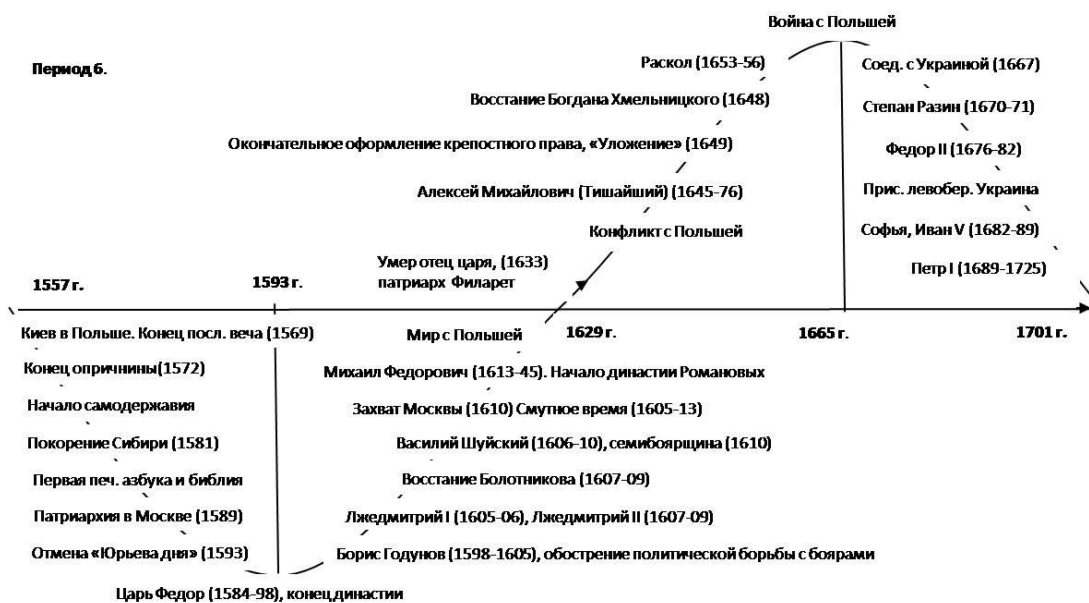 Война с Польшей
Период 6.
Раскол (1653-56)
Соед. с Украиной (1667)
Восстание Богдана Хмельницкого (1648)
Степан Разин (1670-71)
Окончательное оформление крепостного права, «Уложение» (1649)
Федор II (1676-82)
Алексей Михайлович (Тишайший) (1645-76)
Прис. левобер. Украина
Конфликт с Польшей
Софья, Иван V (1682-89)
Умер отец царя, (1633)
патриарх Филарет
Петр I (1689-1725)
1557 г.
1593 г.
Киев в Польше. Конец посл. веча (1569)
Мир с Польшей
1629 г.
1665 г.
1701 г.
Конец опричнины (1572)
Михаил Федорович (1613-45). Начало династии Романовых
Начало самодержавия
Захват Москвы (1610) Смутное время (1605-13)
Покорение Сибири (1581)
Василий Шуйский (1606-10), семибоярщина (1610)
Первая печ. азбука и библия
Восстание Болотникова (1607-09)
Патриархия в Москве (1589)
Лжедмитрий I (1605-06), Лжедмитрий II (1607-09)
Отмена «Юрьева дня» (1593)
Борис Годунов (1598-1605), обострение политической борьбы с боярами
Царь Федор (1584-98), конец династии